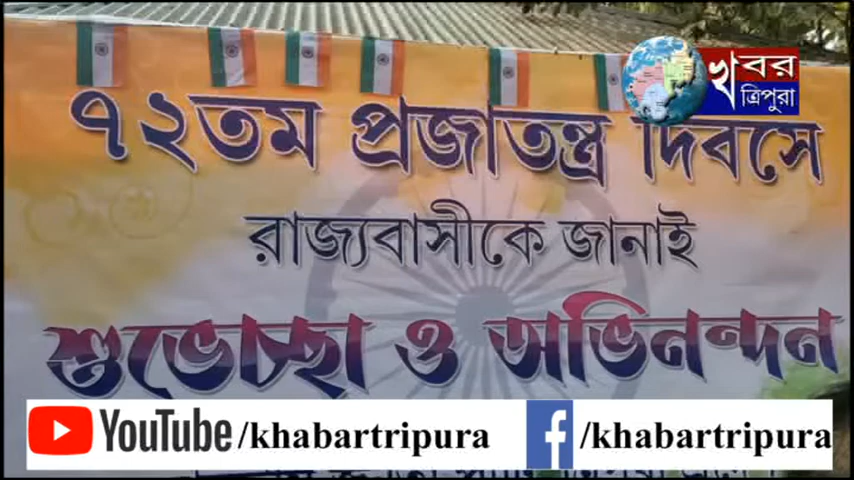 খবর
ত্রিপুরা
৭২তম প্রজাতন্ত্র দিবসে
রাজ্যবাসীকে জানাই
শুভেচ্ছা ও অভিনন্দন
YouTube/khabartripura
f/khabartripura